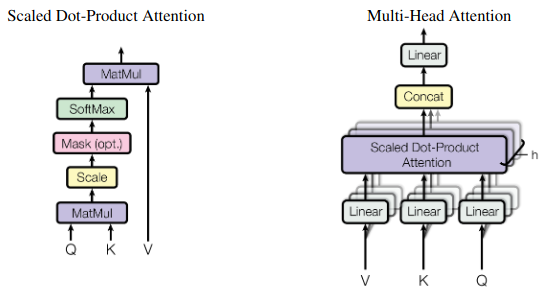 Scaled Dot-Product Attention
MatMul
SoftMax
Mask (opt.)
Scale
MatMul
Q K V
Multi-Head Attention
Linear
Concat
Scaled Dot-Product
Attention
h
Linear Linear Linear
V K Q